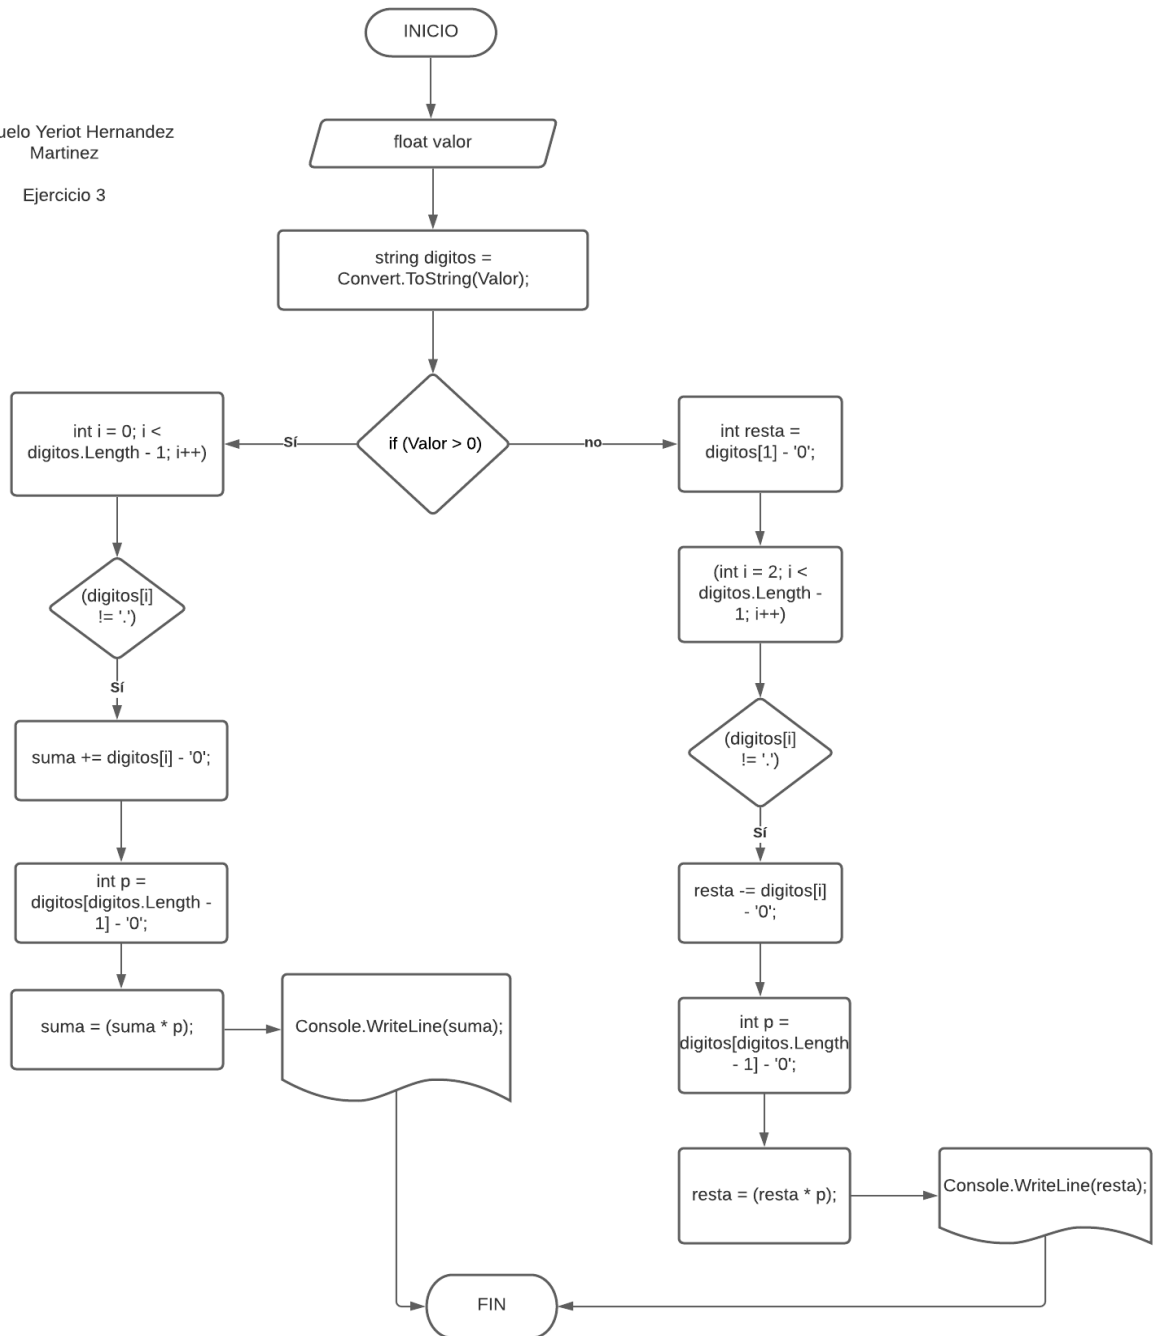 INICIO
float valor
Yeriot Hernandez
Martinez
Ejercicio 3
string digitos =
Convert.ToString(Valor);
if (Valor > 0)
Sí
no
int i = 0; i <
digitos.Length - 1; i++)
(digitos[i]
!= '.')
Sí
suma += digitos[i] - '0';
int p =
digitos[digitos.Length -
1] - '0';
suma = (suma * p);
Console.WriteLine(suma);
int resta =
digitos[1] - '0';
(int i = 2; i <
digitos.Length -
1; i++)
(digitos[i]
!= '.')
Sí
resta -= digitos[i]
- '0';
int p =
digitos[digitos.Length
- 1] - '0';
resta = (resta * p);
Console.WriteLine(resta);
FIN